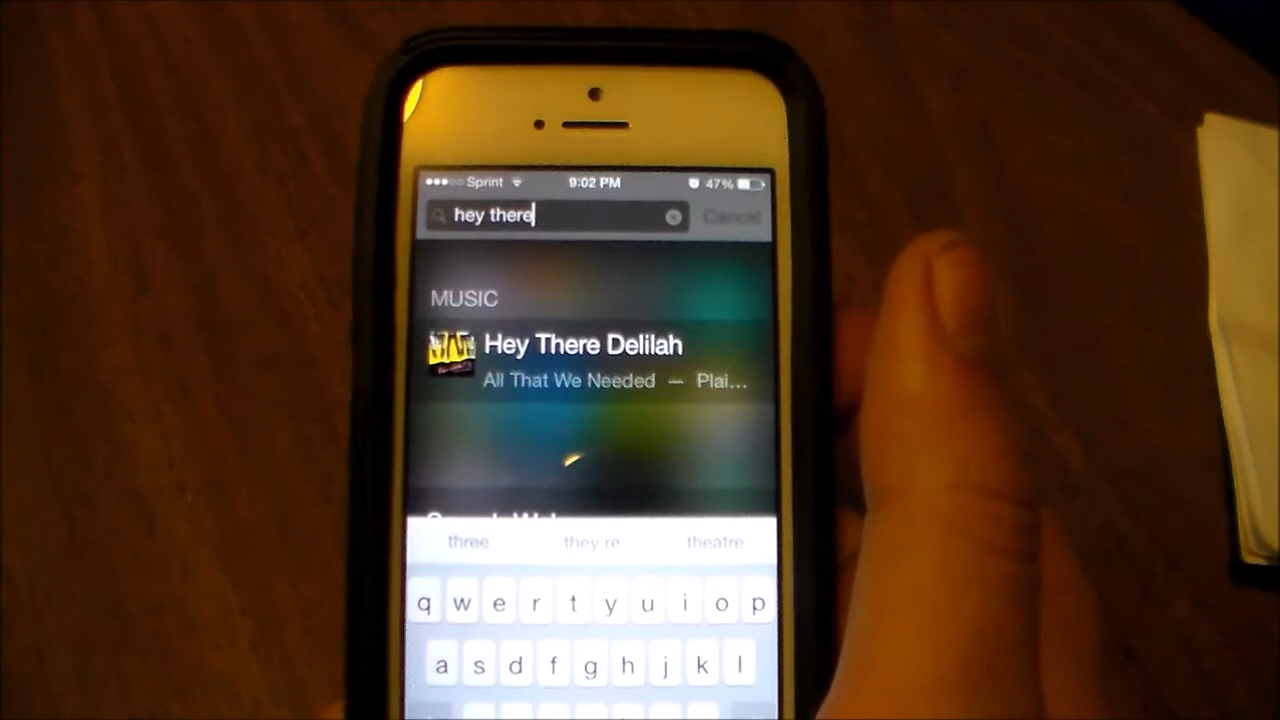 ●●●○○ Sprint 9:02 PM 47%
hey there Cancel
MUSIC
Hey There Delilah
All That We Needed — Plai...
three they're theatre
q w e r t y u i o p
a s d f g h j k l